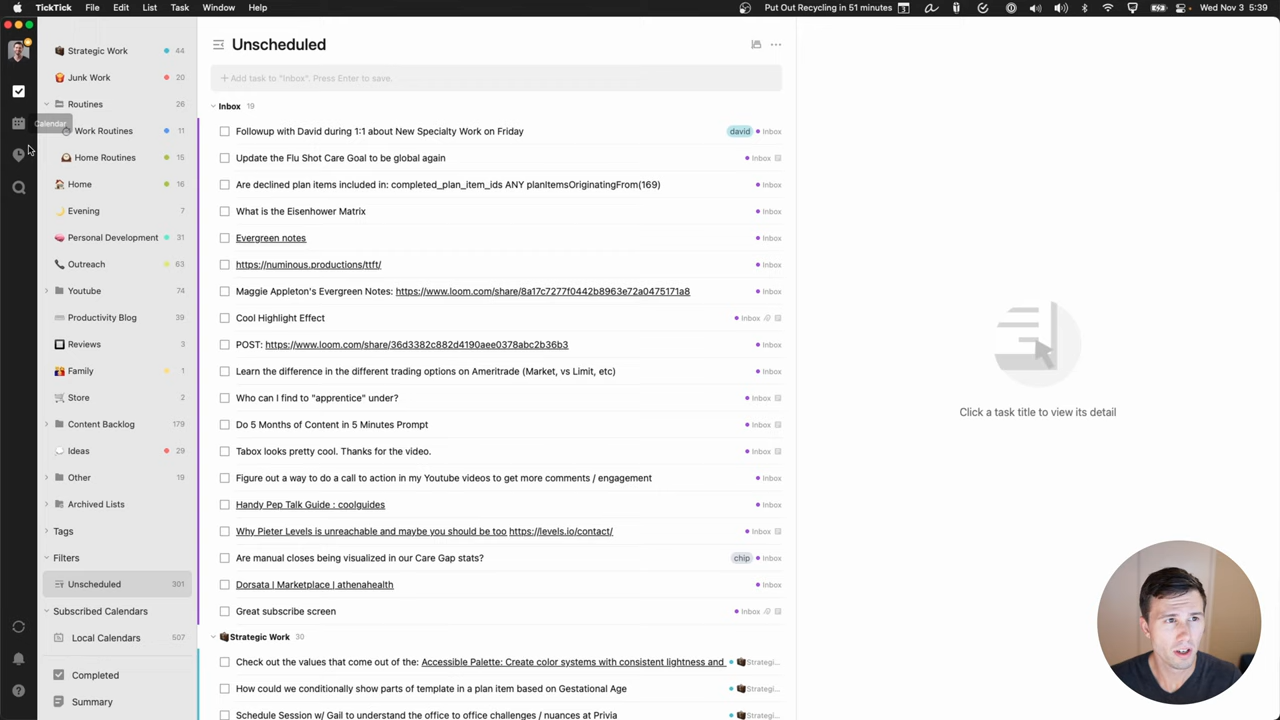 TickTick File Edit Task View List Window Help
Put Out Recycling in 51 minutes
Wed Nov 3 5:39
Strategic Work 44
Junk Work 20
Routines 26
Calendar
Work Routines 11
Home Routines 15
Home 16
Evening 7
Personal Development 31
Outreach 63
Youtube 74
Productivity Blog 39
Reviews 3
Family 1
Store 2
Content Backlog 179
Ideas 29
Other 19
Archived Lists
Tags
Filters
Unscheduled 301
Subscribed Calendars
Local Calendars 507
Completed
Summary
Unscheduled
+ Add task to "Inbox". Press Enter to save.
Inbox 19
Followup with David during 1:1 about New Specialty Work on Friday david Inbox
Update the Flu Shot Care Goal to be global again Inbox
Are declined plan items included in: completed_plan_item_ids ANY planItemsOriginatingFrom(169) Inbox
What is the Eisenhower Matrix Inbox
Evergreen notes Inbox
https://numinous.productions/ttft/ Inbox
Maggie Appleton's Evergreen Notes: https://www.loom.com/share/8a17c7277f0442b8963e72a0475171a8 Inbox
Cool Highlight Effect Inbox
POST: https://www.loom.com/share/36d3382c882d4190aee0378abc2b36b3 Inbox
Learn the difference in the different trading options on Ameritrade (Market, vs Limit, etc) Inbox
Who can I find to "apprentice" under? Inbox
Do 5 Months of Content in 5 Minutes Prompt Inbox
Tabox looks pretty cool. Thanks for the video. Inbox
Figure out a way to do a call to action in my Youtube videos to get more comments / engagement Inbox
Handy Pep Talk Guide : coolguides Inbox
Why Pieter Levels is unreachable and maybe you should be too https://levels.io/contact/ Inbox
Are manual closes being visualized in our Care Gap stats? chip Inbox
Dorsata | Marketplace | athenahealth Inbox
Great subscribe screen Inbox
Strategic Work 30
Check out the values that come out of the: Accessible Palette: Create color systems with consistent lightness and Strategi...
How could we conditionally show parts of template in a plan item based on Gestational Age Strategi...
Schedule Session w/ Gail to understand the office to office challenges / nuances at Privia Strategi...
Click a task title to view its detail